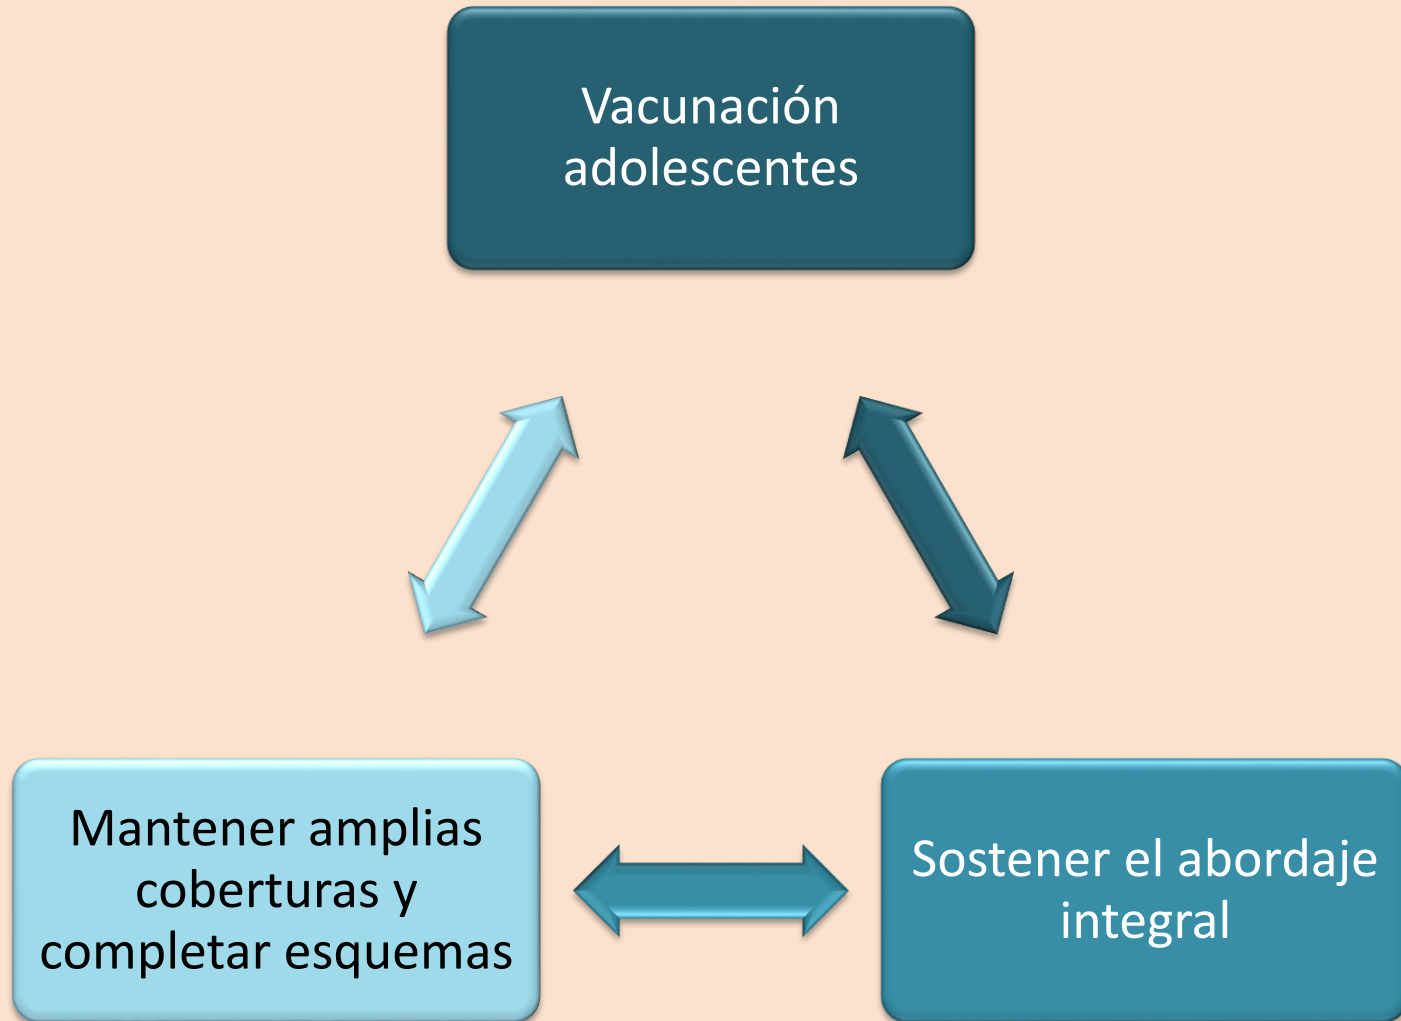 Vacunación
adolescentes
Mantener amplias
coberturas y
completar esquemas
Sostener el abordaje
integral